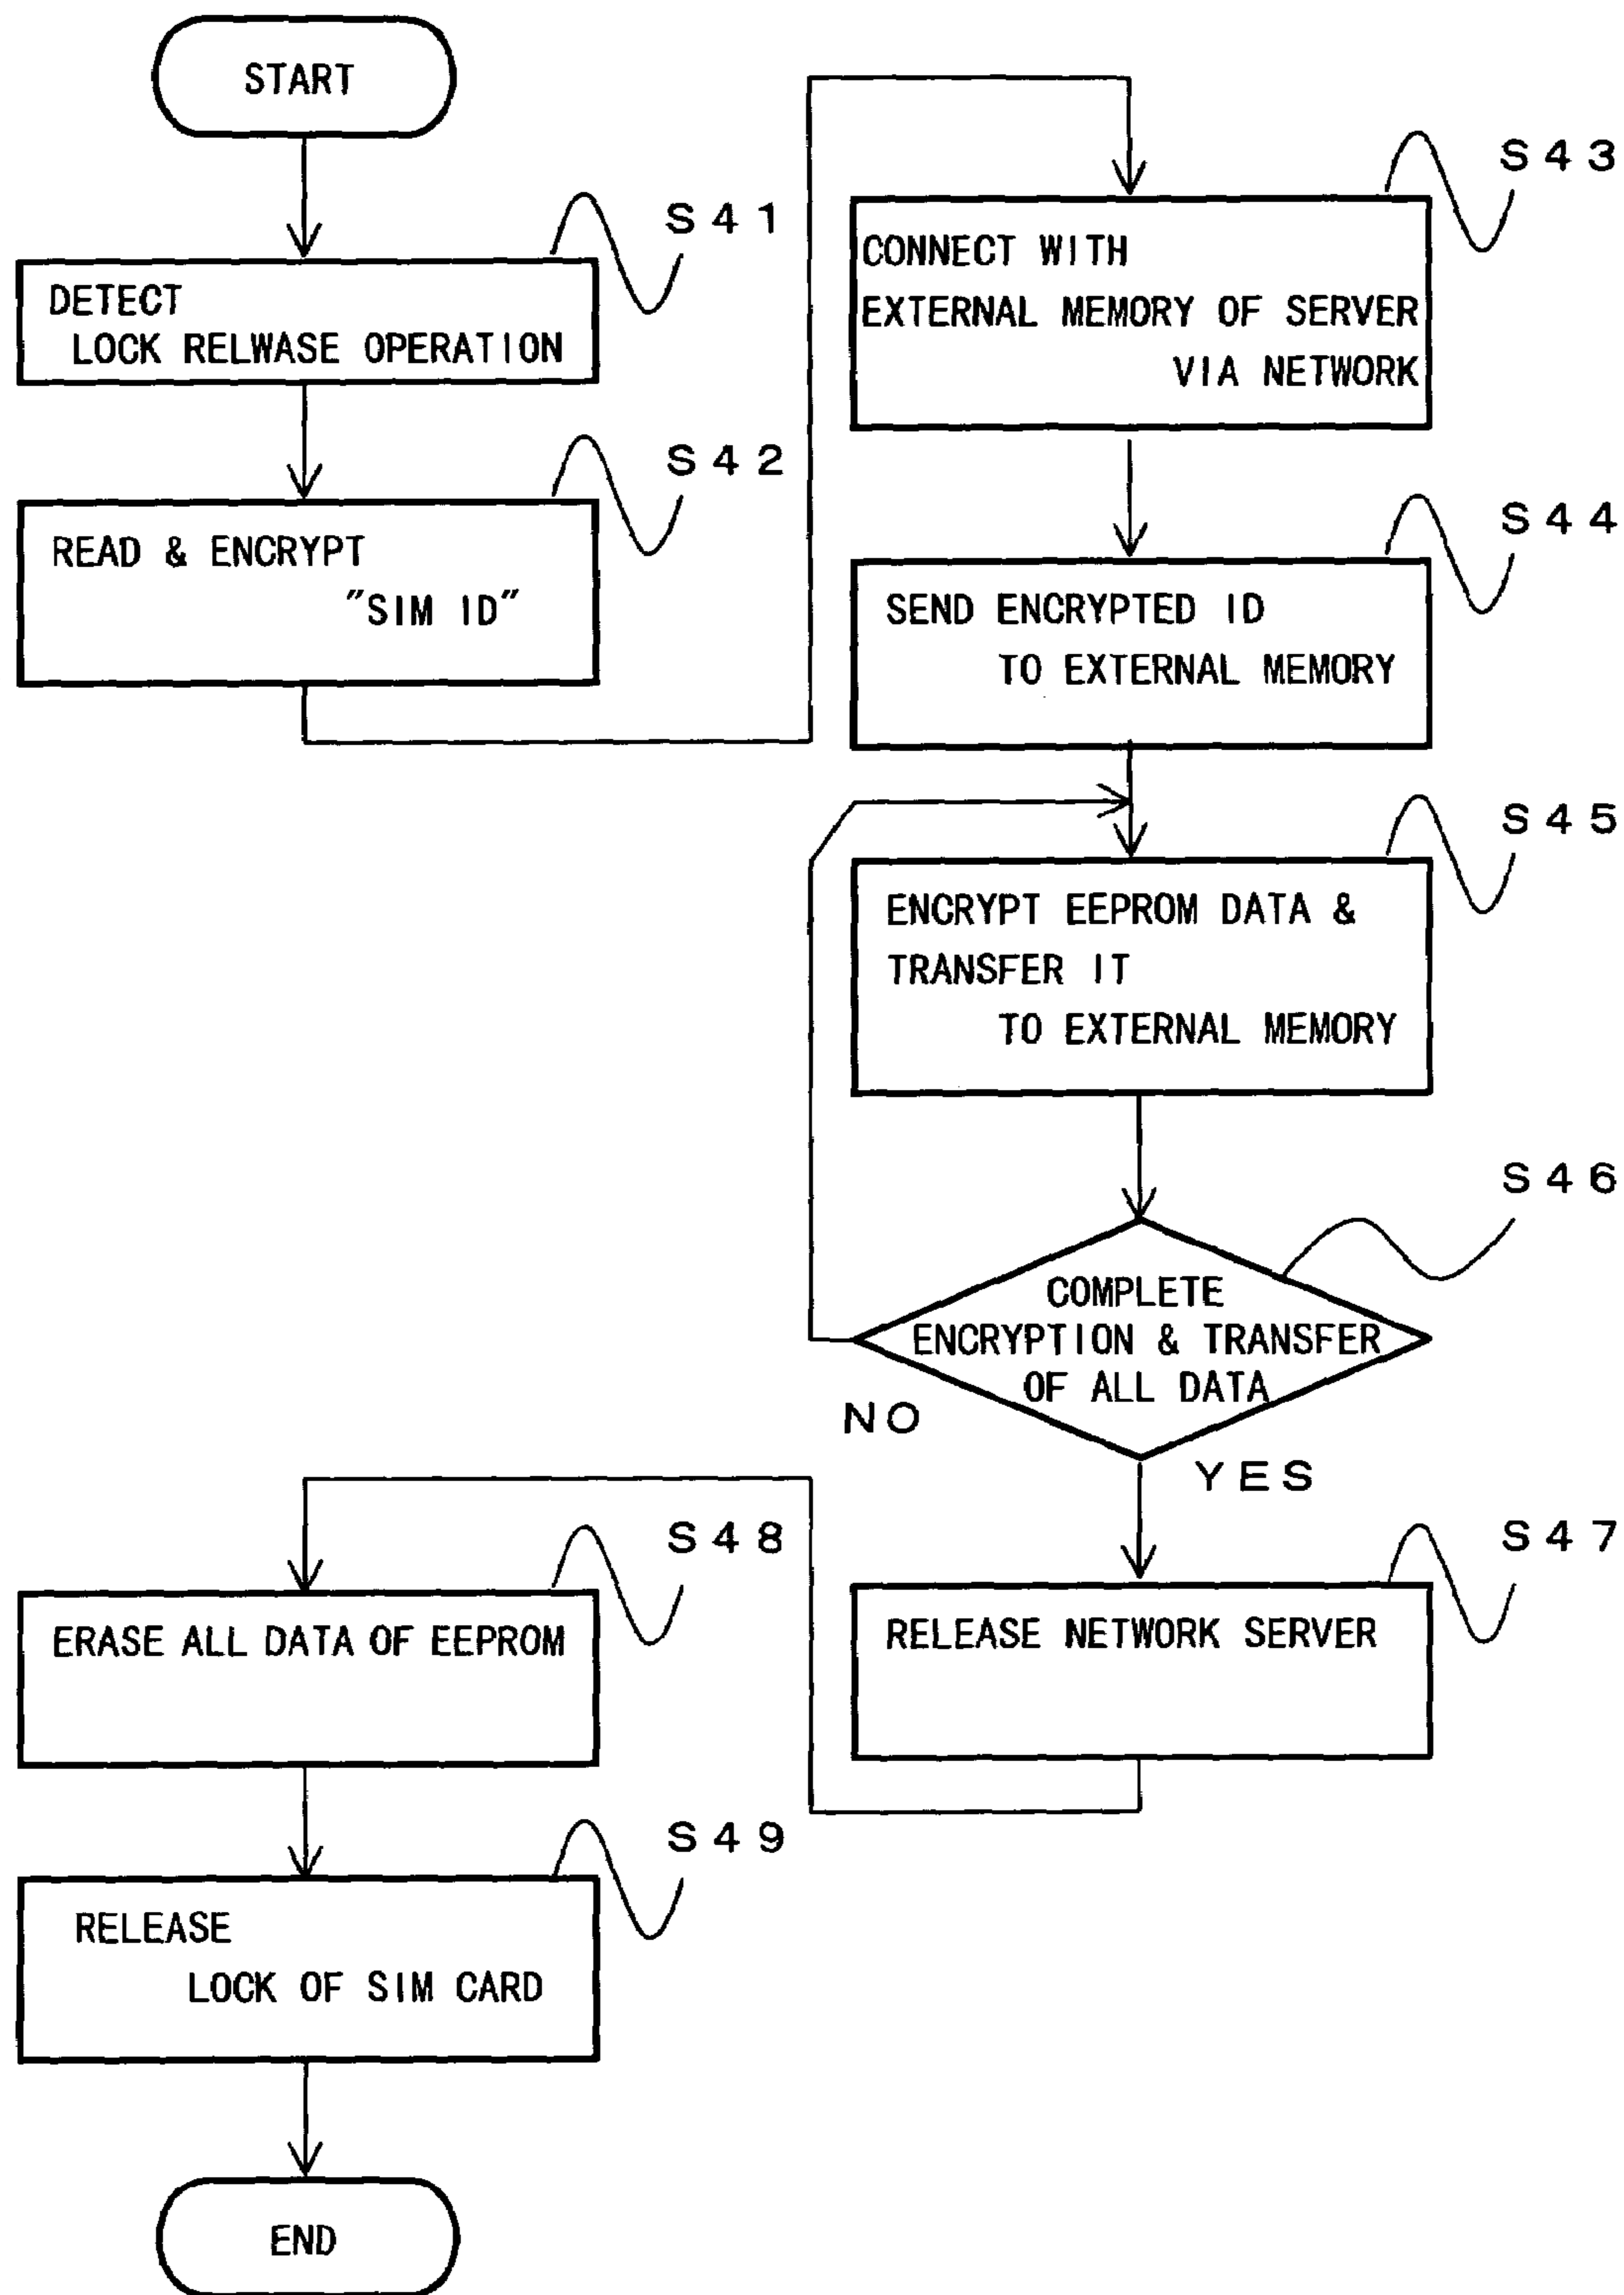 START
S41
DETECT
LOCK RELWASE OPERATION
S42
READ & ENCRYPT
"SIM ID"
S43
CONNECT WITH
EXTERNAL MEMORY OF SERVER
VIA NETWORK
S44
SEND ENCRYPTED ID
TO EXTERNAL MEMORY
S45
ENCRYPT EEPROM DATA &
TRANSFER IT
TO EXTERNAL MEMORY
S46
COMPLETE
ENCRYPTION & TRANSFER
OF ALL DATA
NO
YES
S47
RELEASE NETWORK SERVER
S48
ERASE ALL DATA OF EEPROM
S49
RELEASE
LOCK OF SIM CARD
END